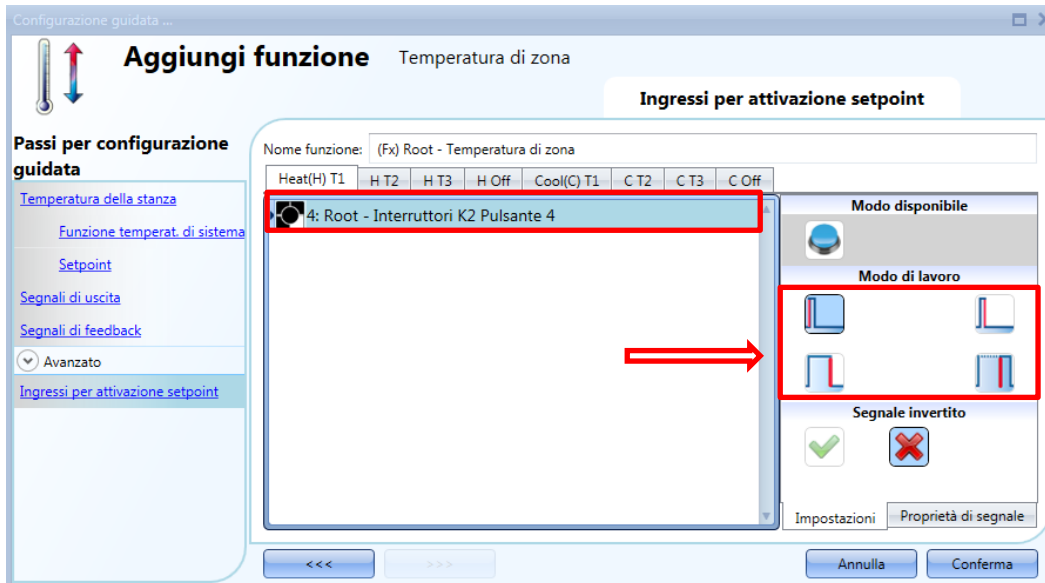 Configurazione guidata ...
Aggiungi funzione Temperatura di zona
Ingressi per attivazione setpoint
Passi per configurazione
guidata
Temperatura della stanza
Funzione temperat. di sistema
Setpoint
Segnali di uscita
Segnali di feedback
Avanzato
Ingressi per attivazione setpoint
Nome funzione: (Fx) Root - Temperatura di zona
Heat(H) T1 H T2 H T3 H Off Cool(C) T1 C T2 C T3 C Off
4: Root - Interruttori K2 Pulsante 4
Modo disponibile
Modo di lavoro
Segnale invertito
Impostazioni Proprietà di segnale
<<< >>> Annulla Conferma